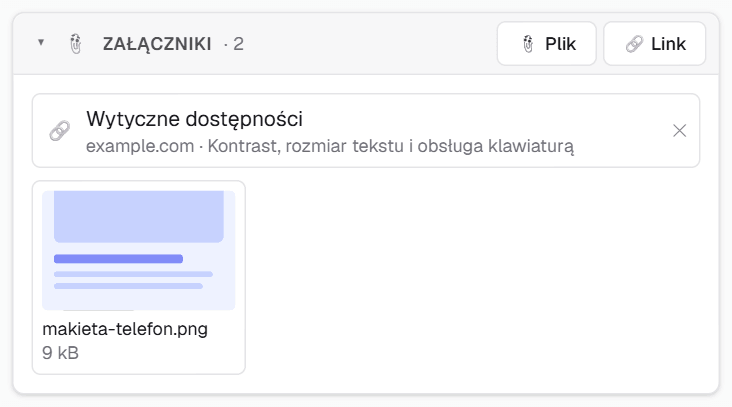 ZAŁĄCZNIKI · 2
Plik
Link
Wytyczne dostępności
example.com · Kontrast, rozmiar tekstu i obsługa klawiaturą
makieta-telefon.png
9 kB